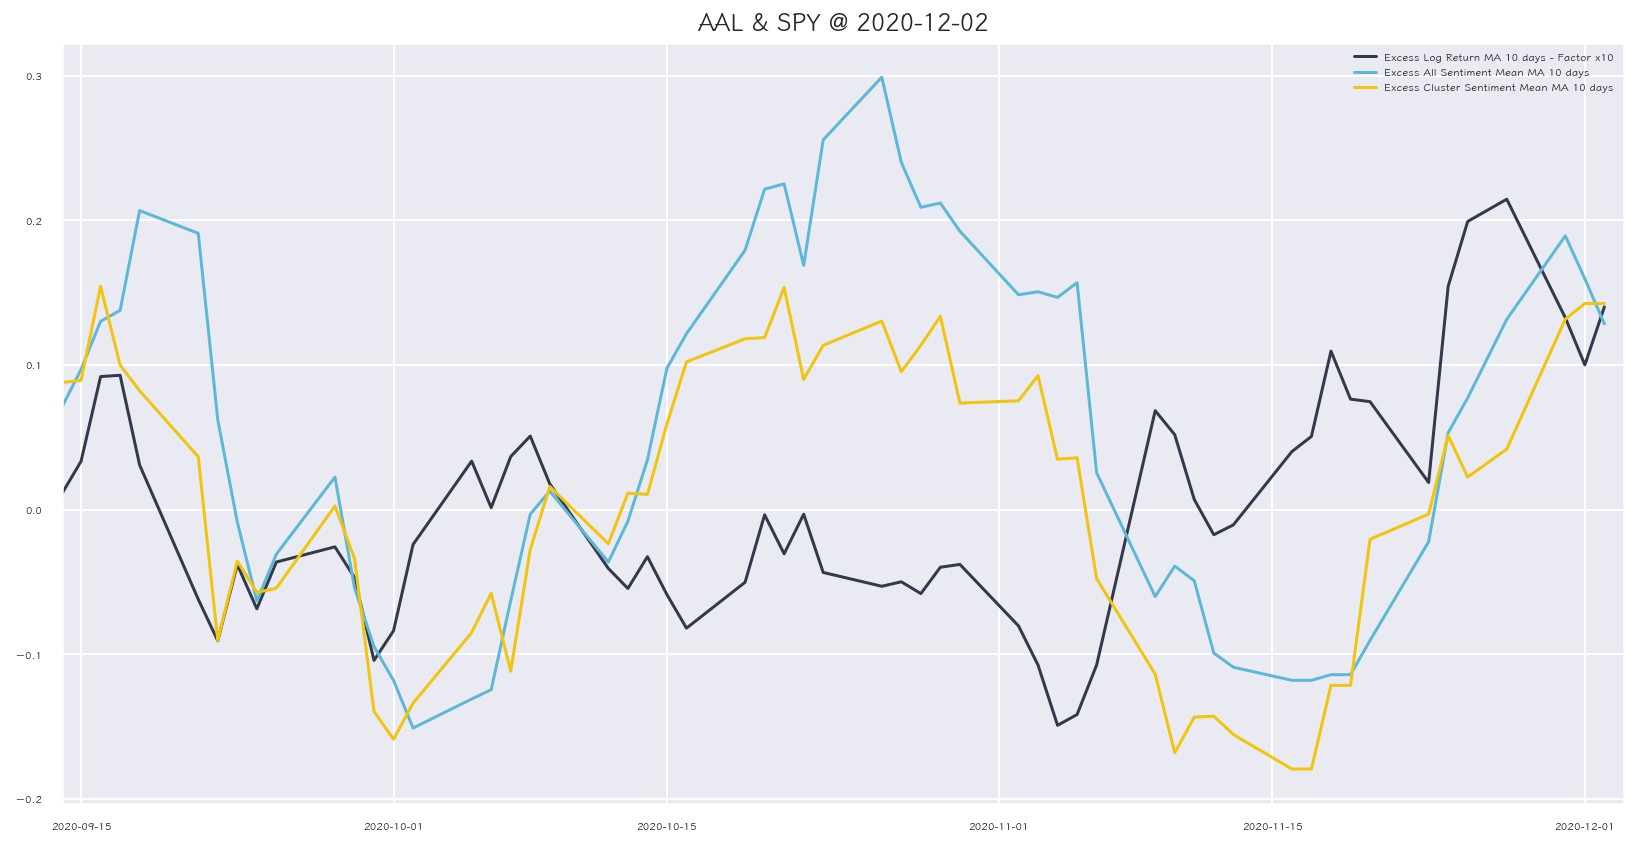 AAL & SPY @ 2020-12-02
Excess Log Return MA 10 days - Factor x10
Excess All Sentiment Mean MA 10 days
Excess Cluster Sentiment Mean MA 10 days
0.3
0.2
0.1
0.0
−0.1
−0.2
2020-09-15 2020-10-01 2020-10-15 2020-11-01 2020-11-15 2020-12-01